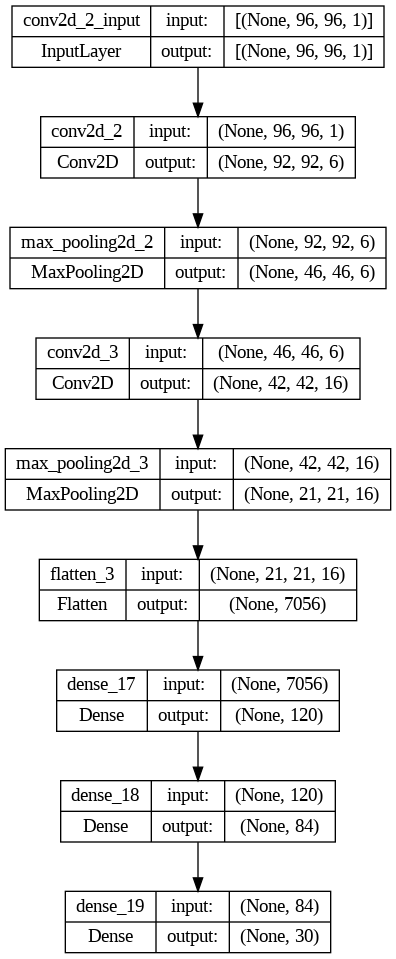 conv2d_2_input input: [(None, 96, 96, 1)]
InputLayer output: [(None, 96, 96, 1)]
conv2d_2 input: (None, 96, 96, 1)
Conv2D output: (None, 92, 92, 6)
max_pooling2d_2 input: (None, 92, 92, 6)
MaxPooling2D output: (None, 46, 46, 6)
conv2d_3 input: (None, 46, 46, 6)
Conv2D output: (None, 42, 42, 16)
max_pooling2d_3 input: (None, 42, 42, 16)
MaxPooling2D output: (None, 21, 21, 16)
flatten_3 input: (None, 21, 21, 16)
Flatten output: (None, 7056)
dense_17 input: (None, 7056)
Dense output: (None, 120)
dense_18 input: (None, 120)
Dense output: (None, 84)
dense_19 input: (None, 84)
Dense output: (None, 30)